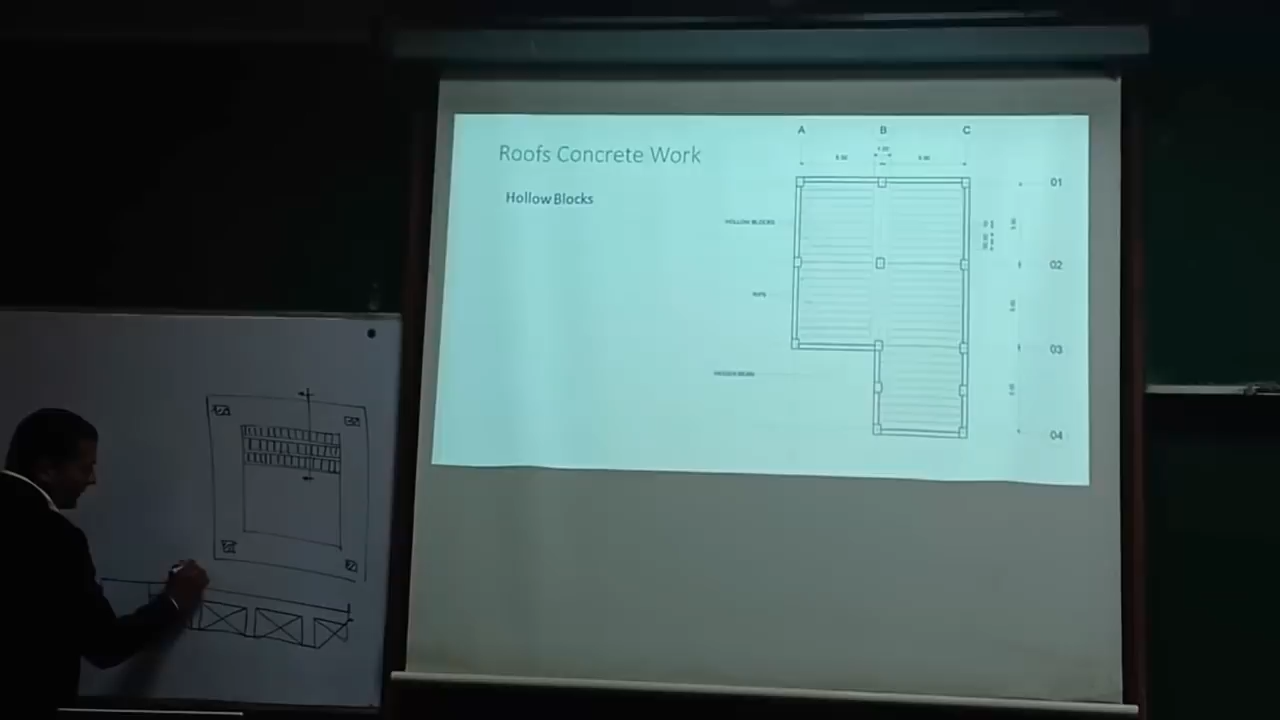 Roofs Concrete Work
Hollow Blocks
A B C
01
HOLLOW BLOCKS
02
RIPS
03
HIDDEN BEAM
04